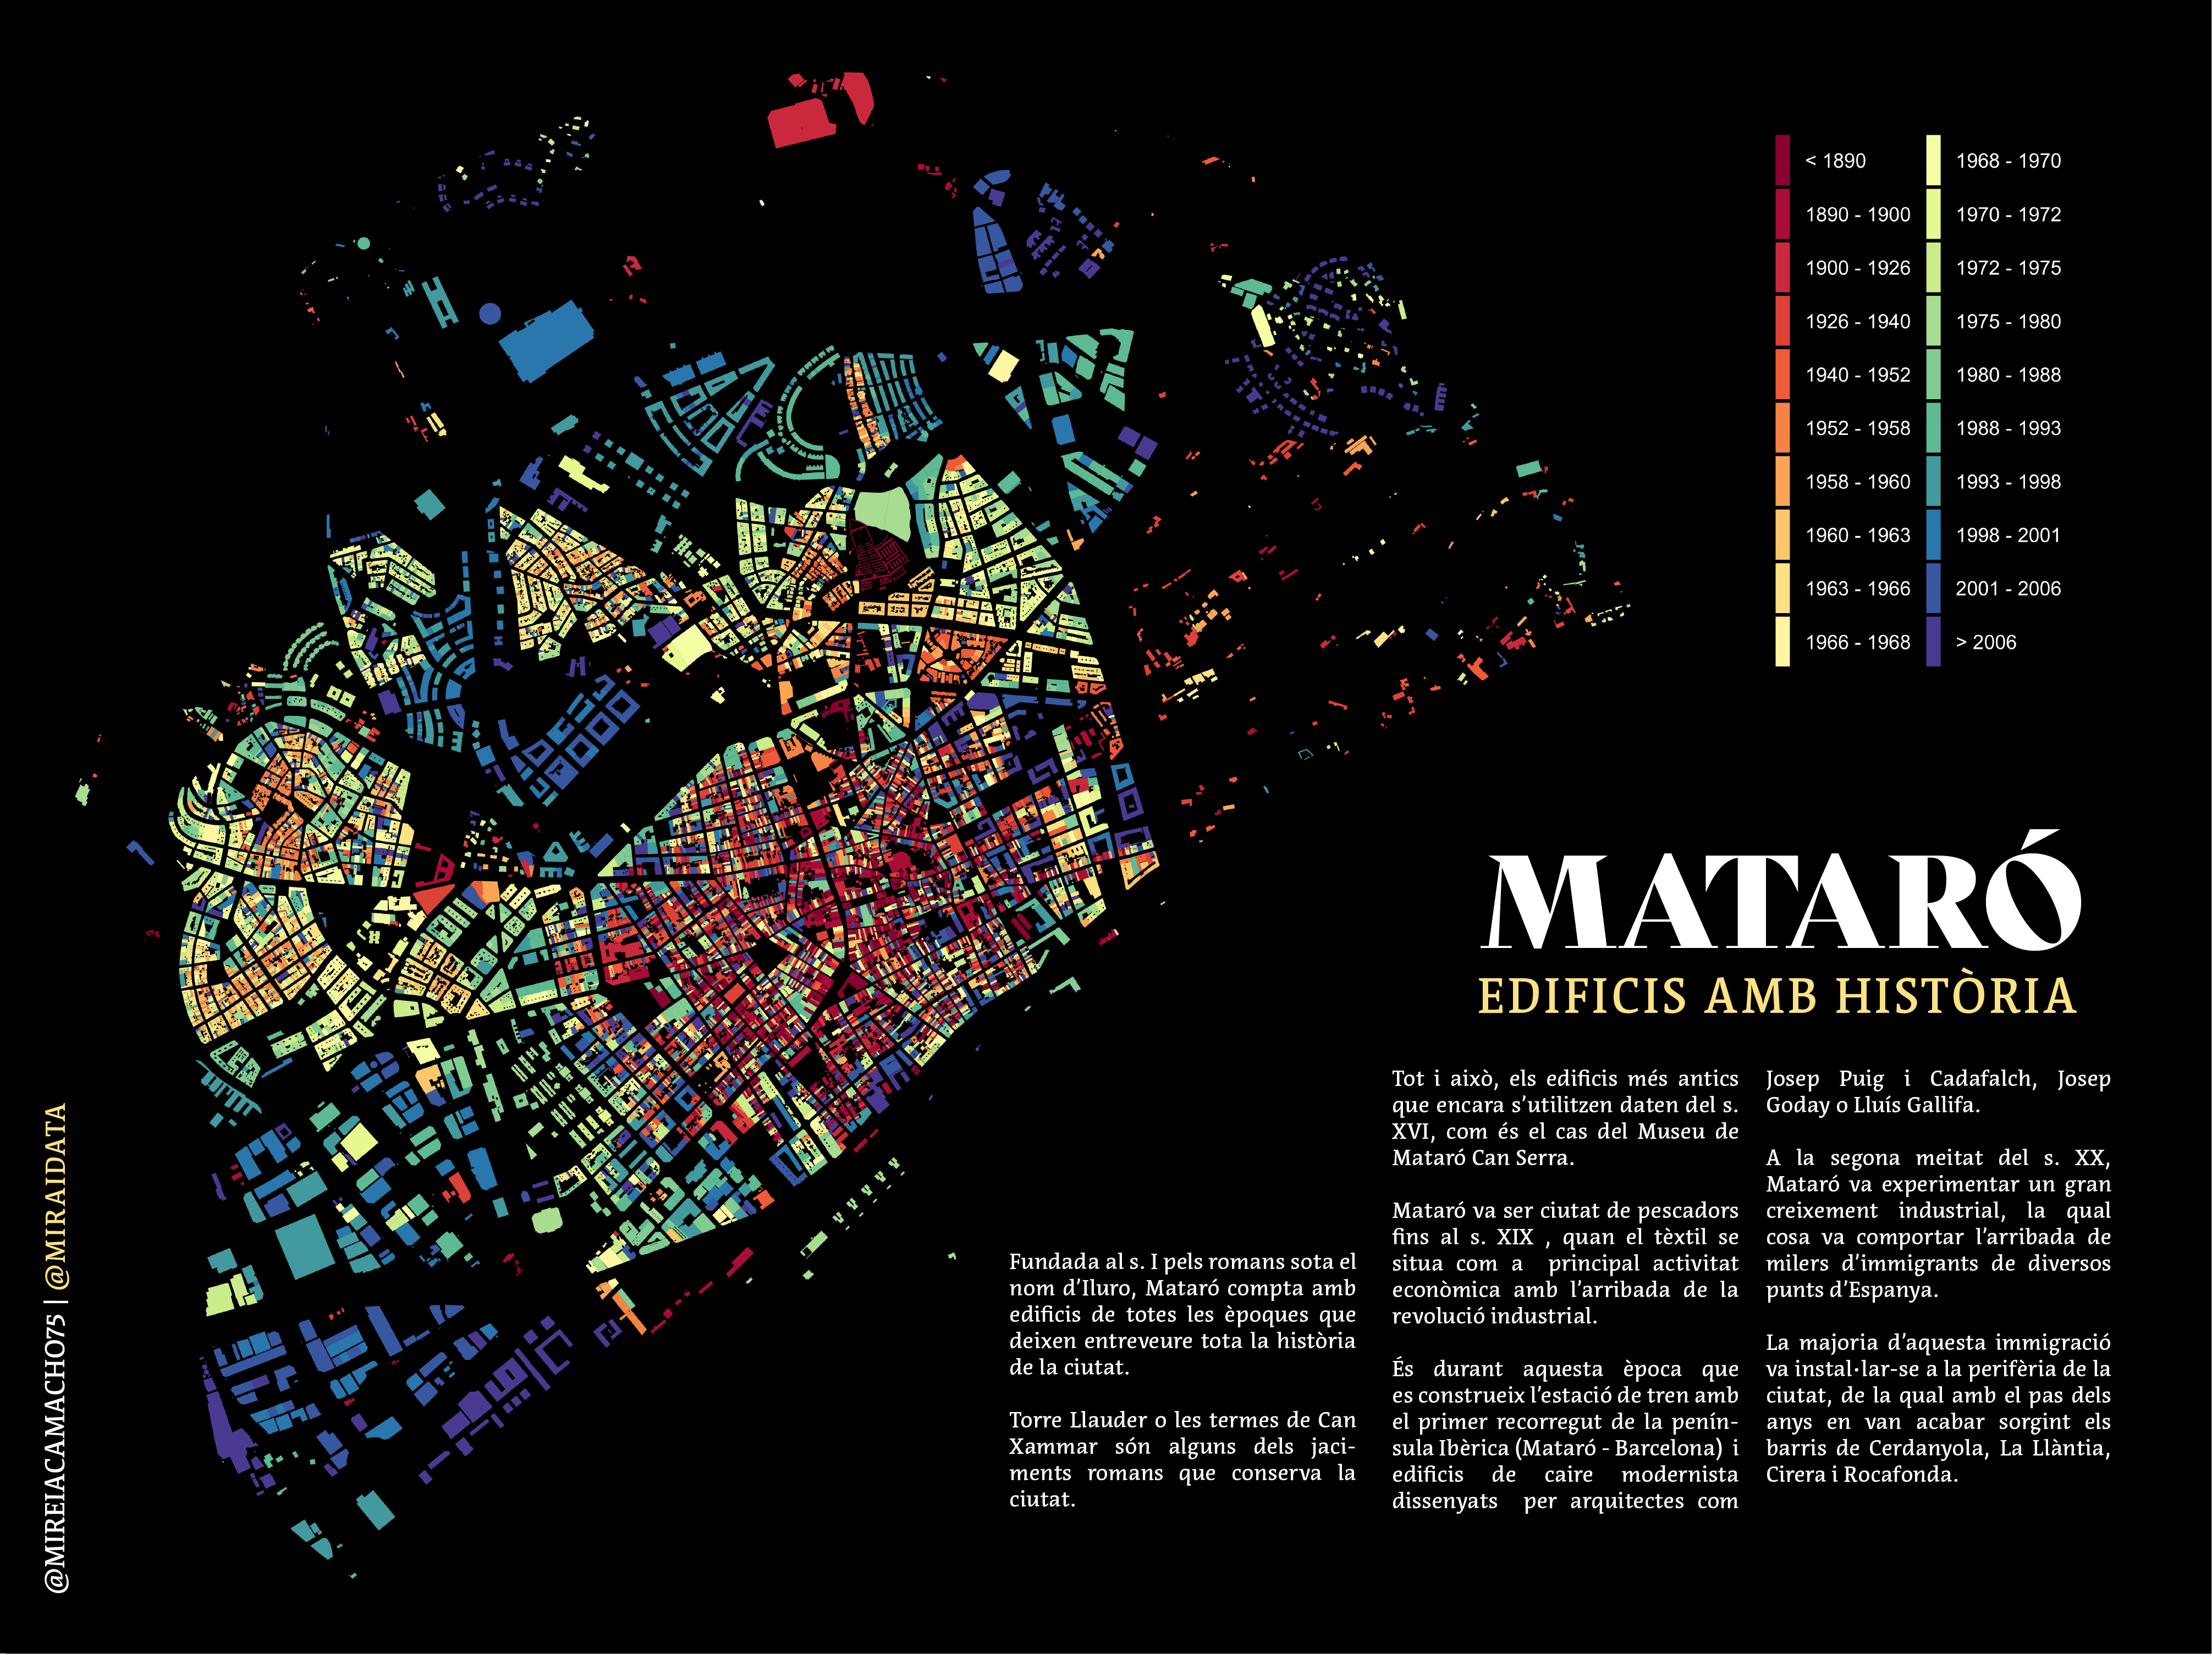 < 1890
1890 - 1900
1900 - 1926
1926 - 1940
1940 - 1952
1952 - 1958
1958 - 1960
1960 - 1963
1963 - 1966
1966 - 1968
1968 - 1970
1970 - 1972
1972 - 1975
1975 - 1980
1980 - 1988
1988 - 1993
1993 - 1998
1998 - 2001
2001 - 2006
> 2006
MATARÓ
EDIFICIS AMB HISTÒRIA
Fundada al s. I pels romans sota el
nom d’Iluro, Mataró compta amb
edificis de totes les èpoques que
deixen entreveure tota la història
de la ciutat.
Torre Llauder o les termes de Can
Xammar són alguns dels jaci-
ments romans que conserva la
ciutat.
Tot i això, els edificis més antics
que encara s’utilitzen daten del s.
XVI, com és el cas del Museu de
Mataró Can Serra.
Mataró va ser ciutat de pescadors
fins al s. XIX , quan el tèxtil se
situa com a principal activitat
econòmica amb l’arribada de la
revolució industrial.
És durant aquesta època que
es construeix l’estació de tren amb
el primer recorregut de la penín-
sula Ibèrica (Mataró - Barcelona) i
edificis de caire modernista
dissenyats per arquitectes com
Josep Puig i Cadafalch, Josep
Goday o Lluís Gallifa.
A la segona meitat del s. XX,
Mataró va experimentar un gran
creixement industrial, la qual
cosa va comportar l’arribada de
milers d’immigrants de diversos
punts d’Espanya.
La majoria d’aquesta immigració
va instal·lar-se a la perifèria de la
ciutat, de la qual amb el pas dels
anys en van acabar sorgint els
barris de Cerdanyola, La Llàntia,
Cirera i Rocafonda.
@MIREIACAMACHO75 | @MIRAIDATA